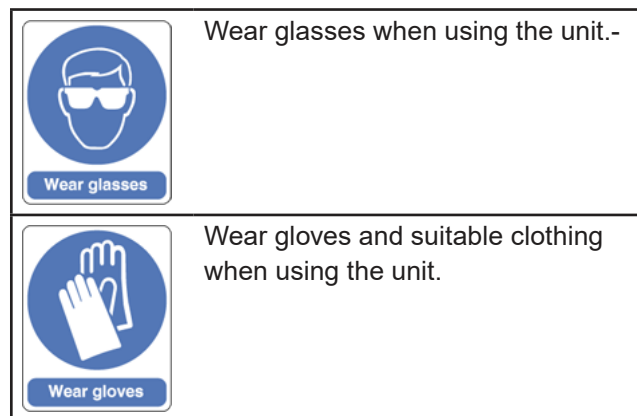 Wear glasses when using the unit.-
Wear glasses
Wear gloves and suitable clothing
when using the unit.
Wear gloves